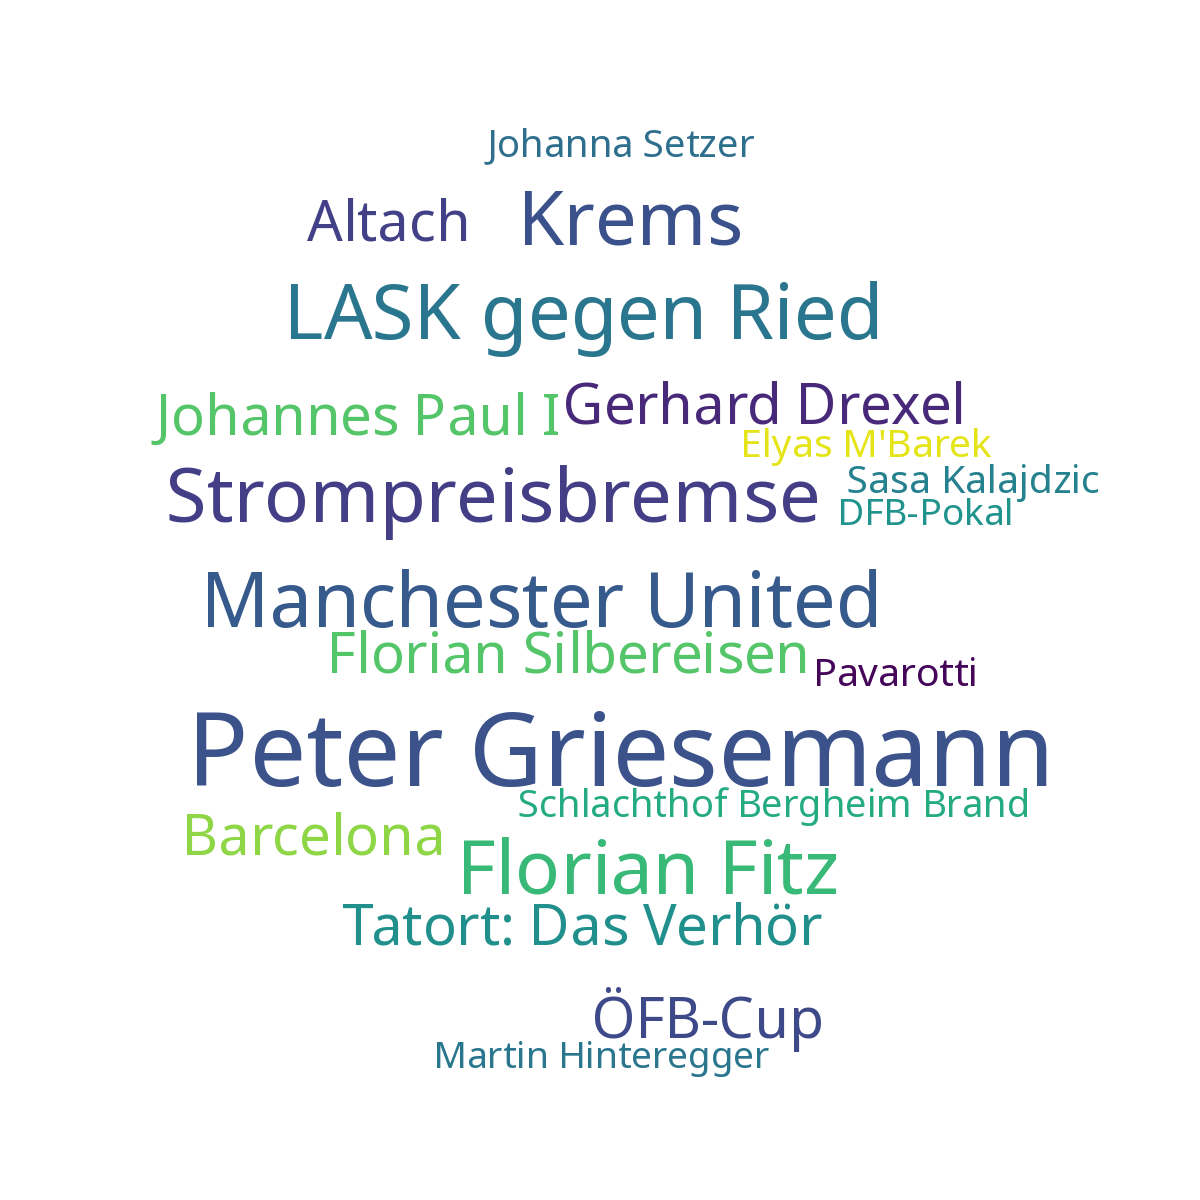 Johanna Setzer
Altach
Krems
LASK gegen Ried
Johannes Paul I
Gerhard Drexel
Elyas M'Barek
Strompreisbremse
Sasa Kalajdzic
DFB-Pokal
Manchester United
Florian Silbereisen
Pavarotti
Peter Griesemann
Schlachthof Bergheim Brand
Barcelona
Florian Fitz
Tatort: Das Verhör
ÖFB-Cup
Martin Hinteregger